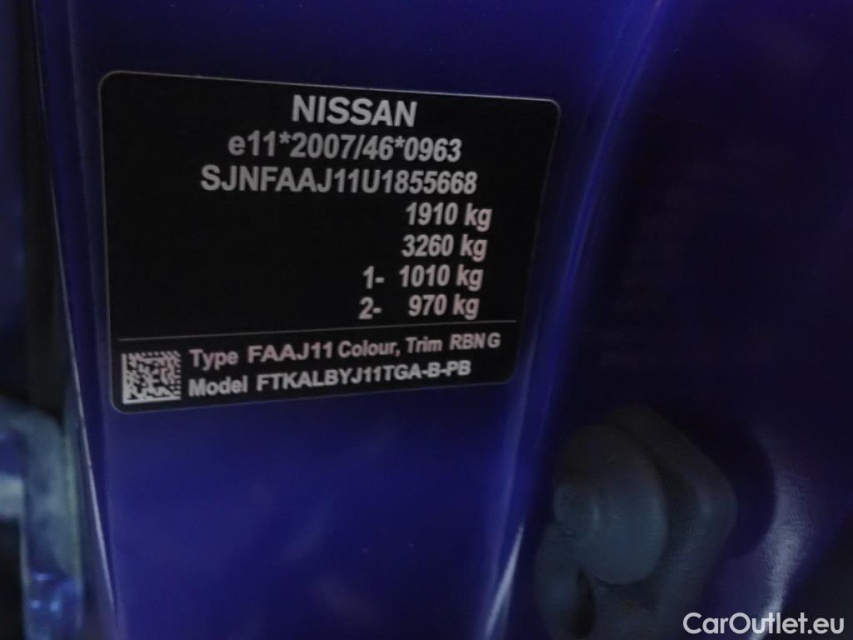 NISSAN
e11*2007/46*0963
SJNFAAJ11U1855668
1910 kg
3260 kg
1- 1010 kg
2- 970 kg
Type FAAJ11 Colour, Trim RBN G
Model FTKALBYJ11TGA-B-PB
CarOutlet.eu